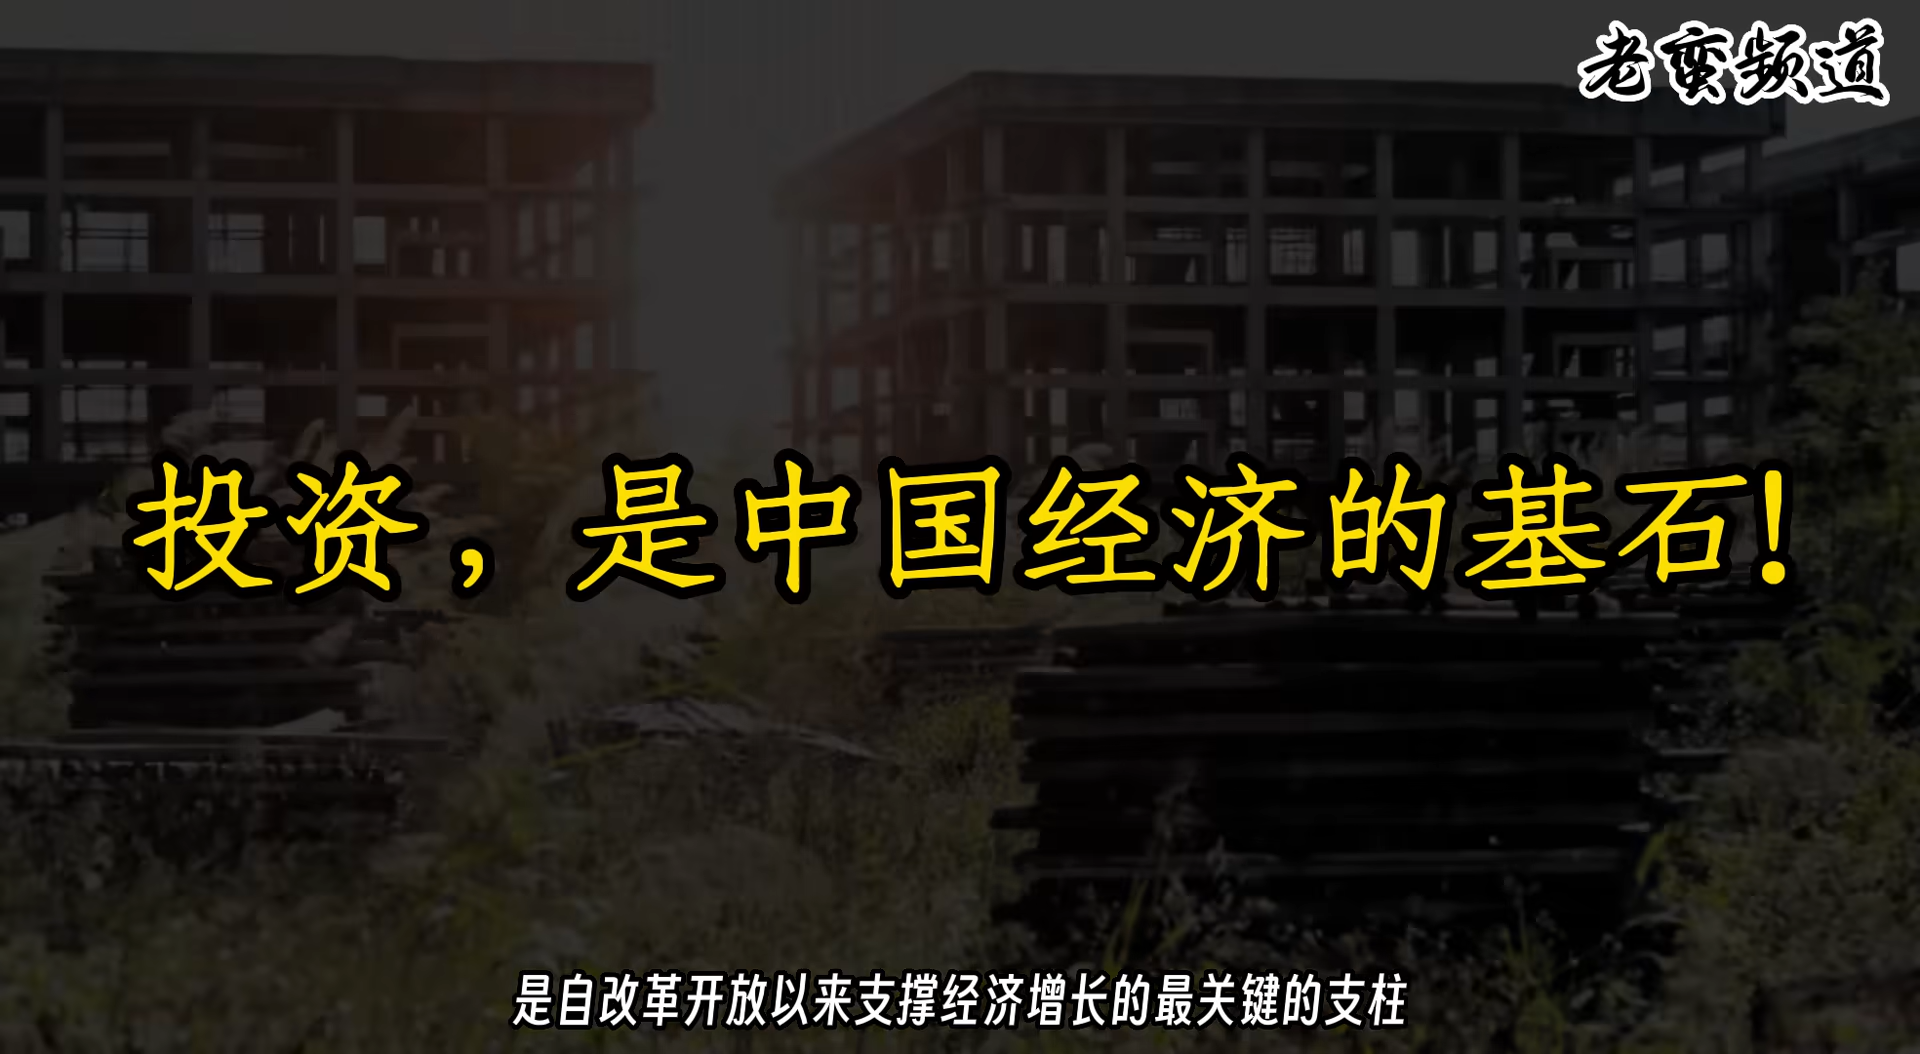 老蛮频道
投资，是中国经济的基石！
是自改革开放以来支撑经济增长的最关键的支柱